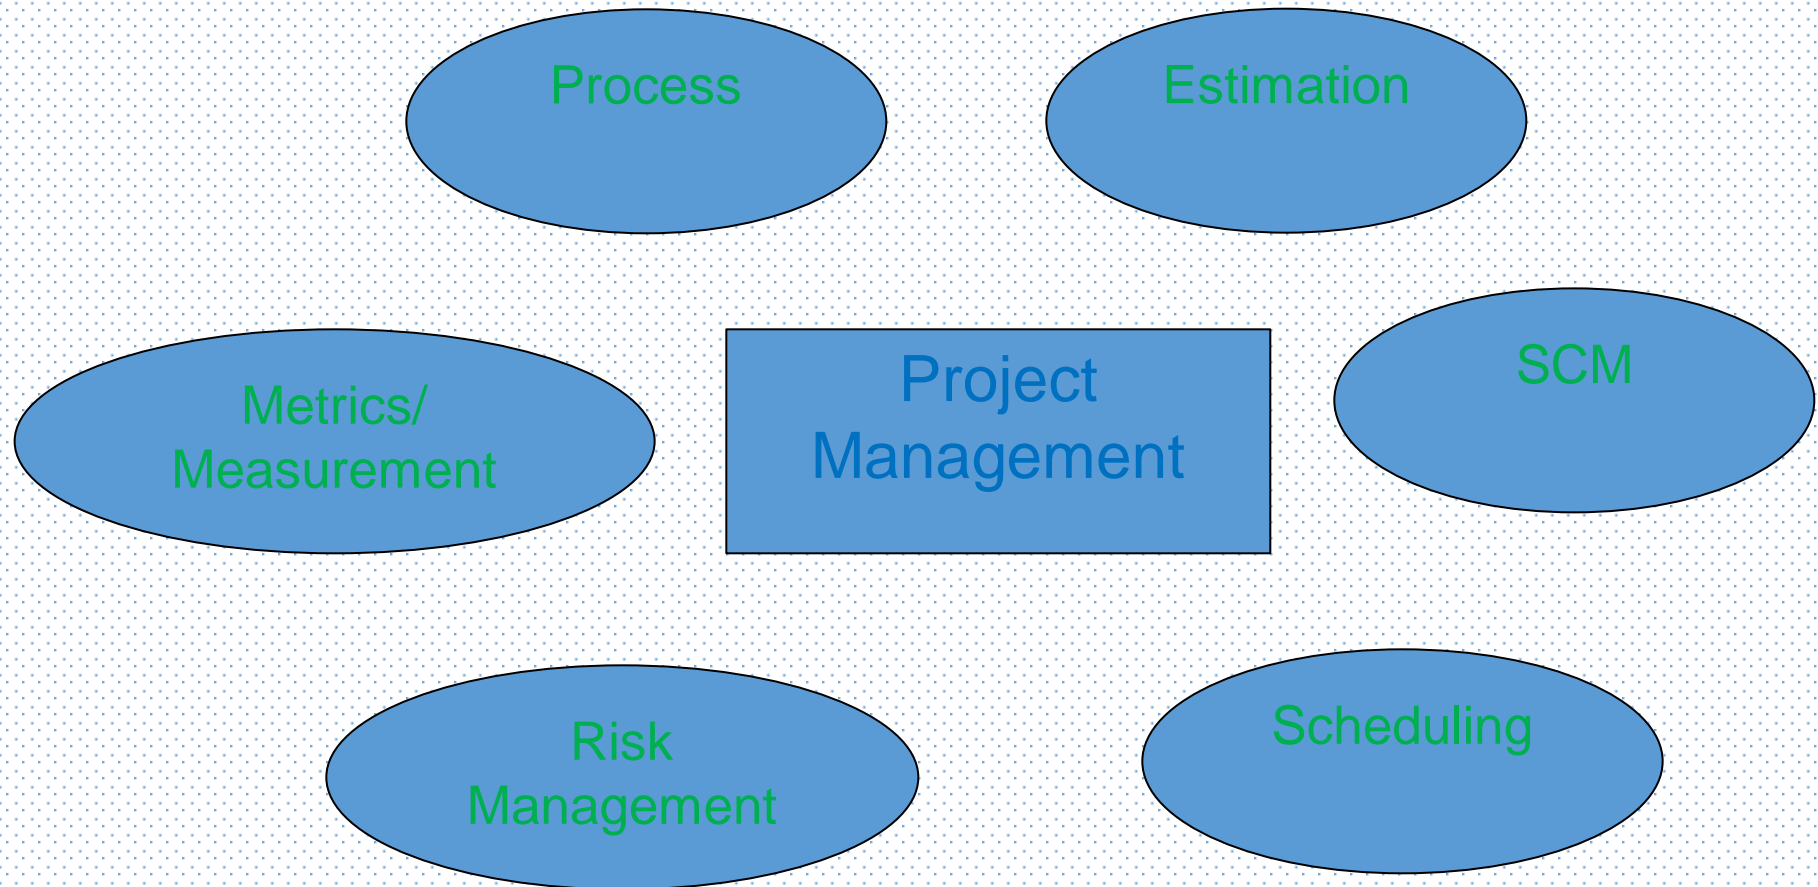 Process
Estimation
SCM
Metrics/
Measurement
Project
Management
Risk
Management
Scheduling